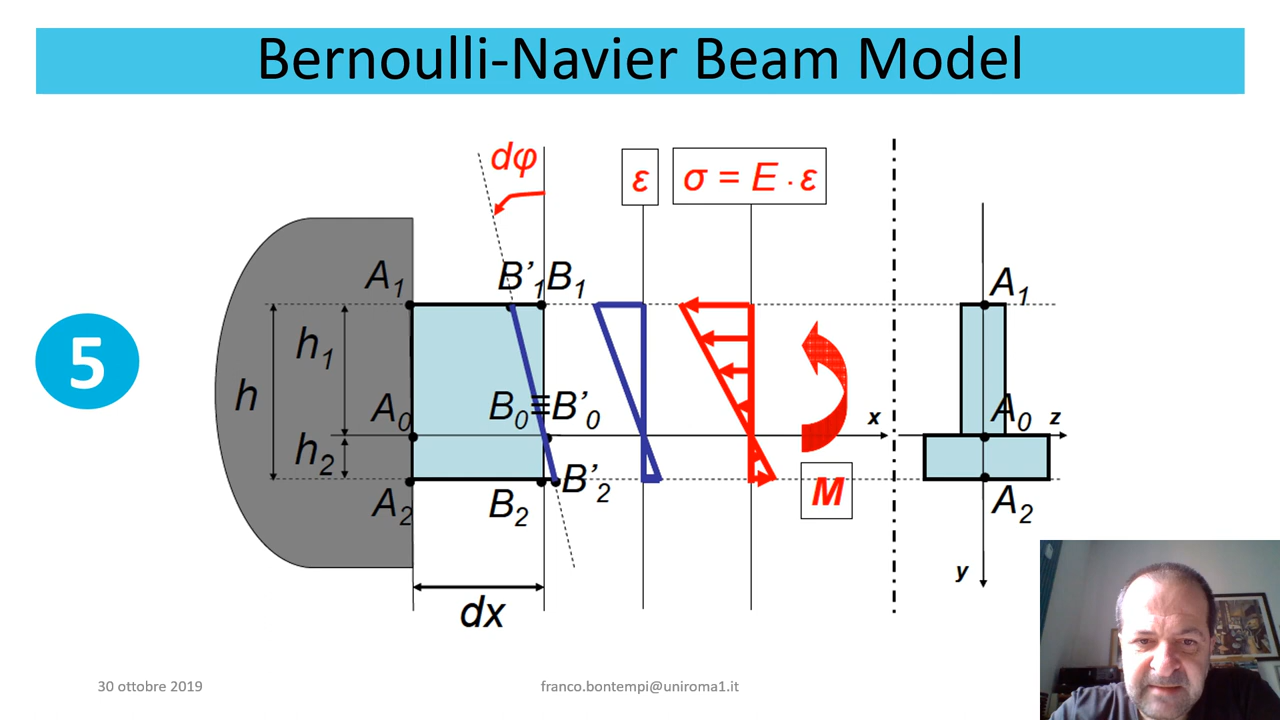 Bernoulli-Navier Beam Model
dφ
ε
σ = E · ε
A1
B'1 B1
A1
h1
5
h
A0
B0≡B'0
x
A0
z
h2
B'2
A2
B2
M
A2
y
dx
30 ottobre 2019
franco.bontempi@uniroma1.it